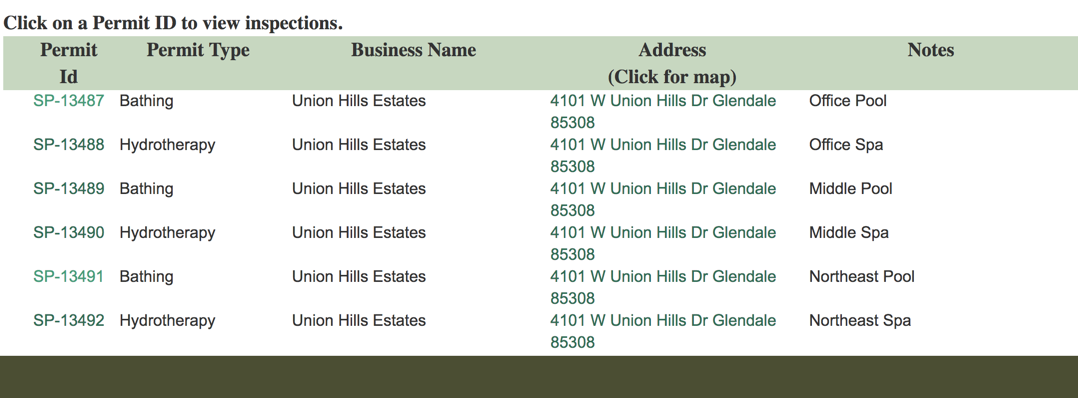 Click on a Permit ID to view inspections.
Permit Id Permit Type Business Name Address (Click for map) Notes
SP-13487 Bathing Union Hills Estates 4101 W Union Hills Dr Glendale 85308 Office Pool
SP-13488 Hydrotherapy Union Hills Estates 4101 W Union Hills Dr Glendale 85308 Office Spa
SP-13489 Bathing Union Hills Estates 4101 W Union Hills Dr Glendale 85308 Middle Pool
SP-13490 Hydrotherapy Union Hills Estates 4101 W Union Hills Dr Glendale 85308 Middle Spa
SP-13491 Bathing Union Hills Estates 4101 W Union Hills Dr Glendale 85308 Northeast Pool
SP-13492 Hydrotherapy Union Hills Estates 4101 W Union Hills Dr Glendale 85308 Northeast Spa